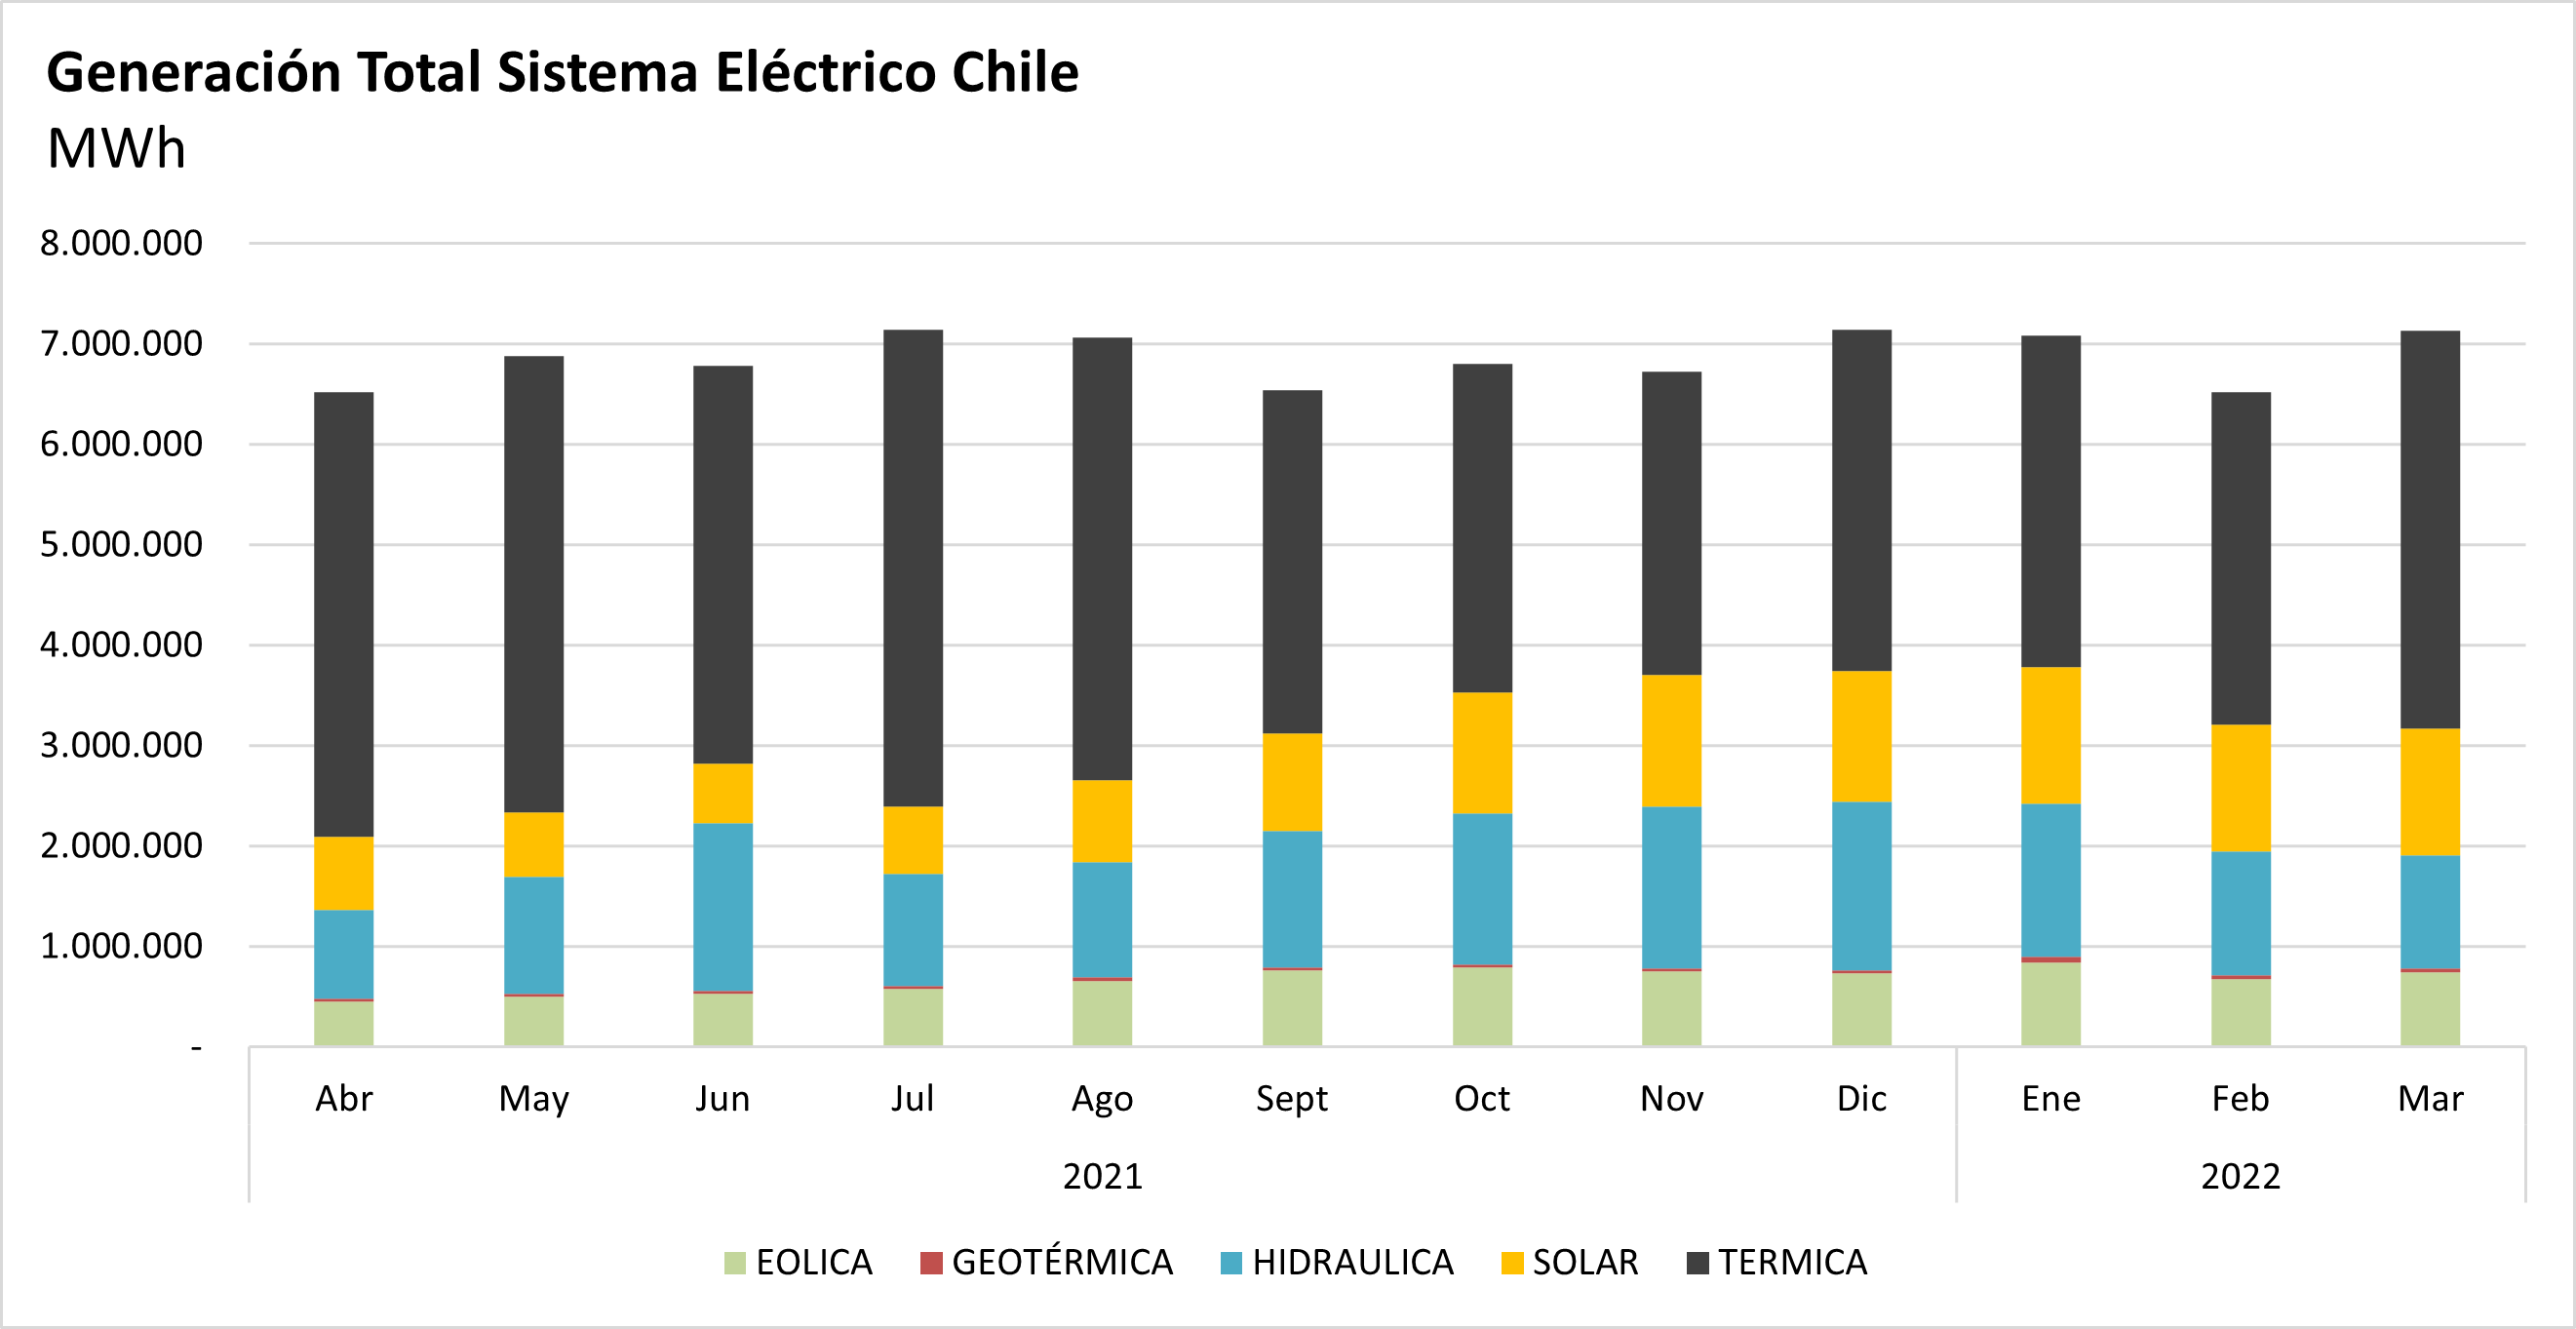 Generación Total Sistema Eléctrico Chile
MWh
8.000.000
7.000.000
6.000.000
5.000.000
4.000.000
3.000.000
2.000.000
1.000.000
-
Abr May Jun Jul Ago Sept Oct Nov Dic Ene Feb Mar
2021 2022
EOLICA GEOTÉRMICA HIDRAULICA SOLAR TERMICA